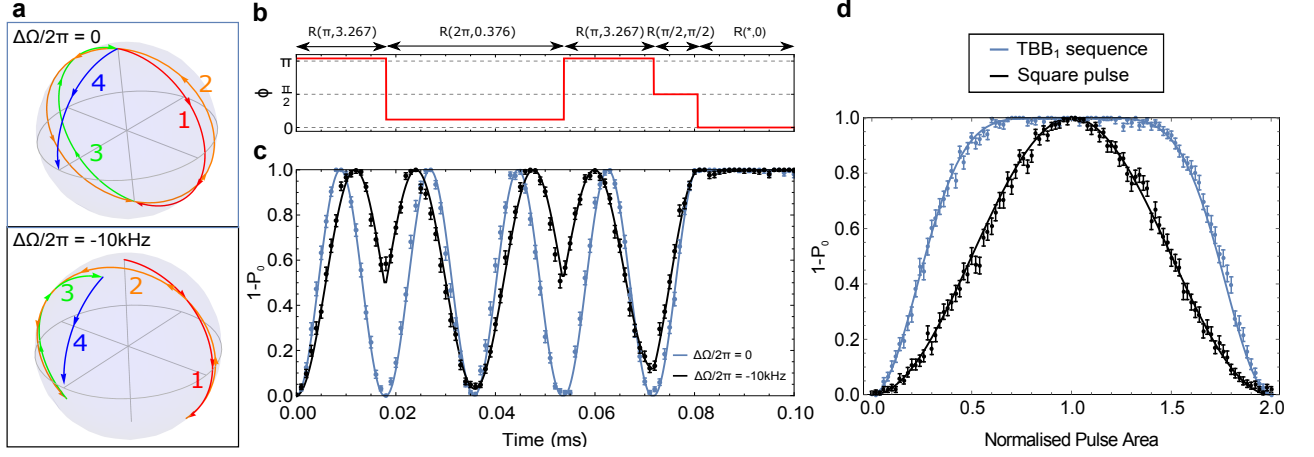 a
ΔΩ/2π = 0
1
2
3
4
ΔΩ/2π = -10kHz
1
2
3
4
b
R(π,3.267)
R(2π,0.376)
R(π,3.267)
R(π/2,π/2)
R(*,0)
ϕ
π
π/2
0
c
1-P₀
1.0
0.8
0.6
0.4
0.2
0.0
ΔΩ/2π = 0
ΔΩ/2π = -10kHz
0.00
0.02
0.04
0.06
0.08
0.10
Time (ms)
d
TBB₁ sequence
Square pulse
1-P₀
1.0
0.8
0.6
0.4
0.2
0.0
0.0
0.5
1.0
1.5
2.0
Normalised Pulse Area